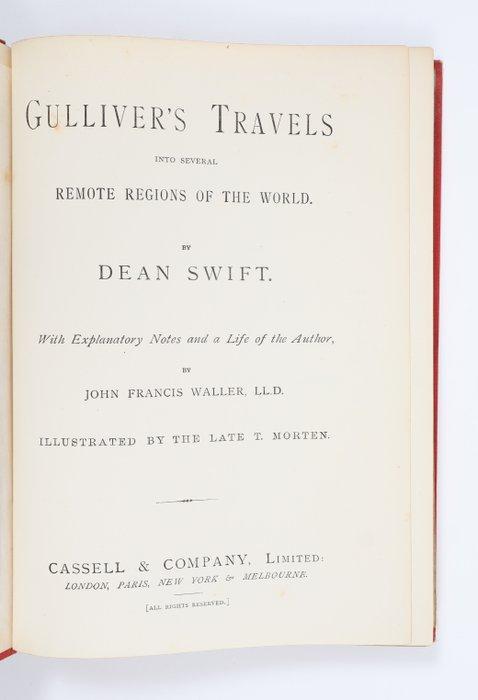 GULLIVER'S TRAVELS
INTO SEVERAL
REMOTE REGIONS OF THE WORLD.
BY
DEAN SWIFT.
With Explanatory Notes and a Life of the Author,
BY
JOHN FRANCIS WALLER, LL.D.
ILLUSTRATED BY THE LATE T. MORTEN.
CASSELL & COMPANY, LIMITED:
LONDON, PARIS, NEW YORK & MELBOURNE.
[ALL RIGHTS RESERVED.]